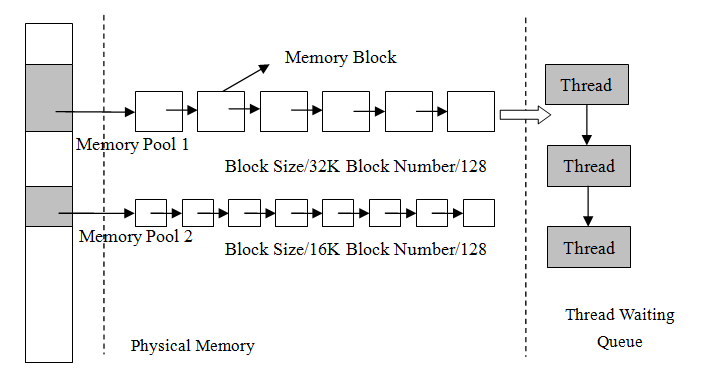 Memory Block
Thread
Memory Pool 1
Block Size/32K Block Number/128
Thread
Memory Pool 2
Block Size/16K Block Number/128
Thread
Thread Waiting
Queue
Physical Memory